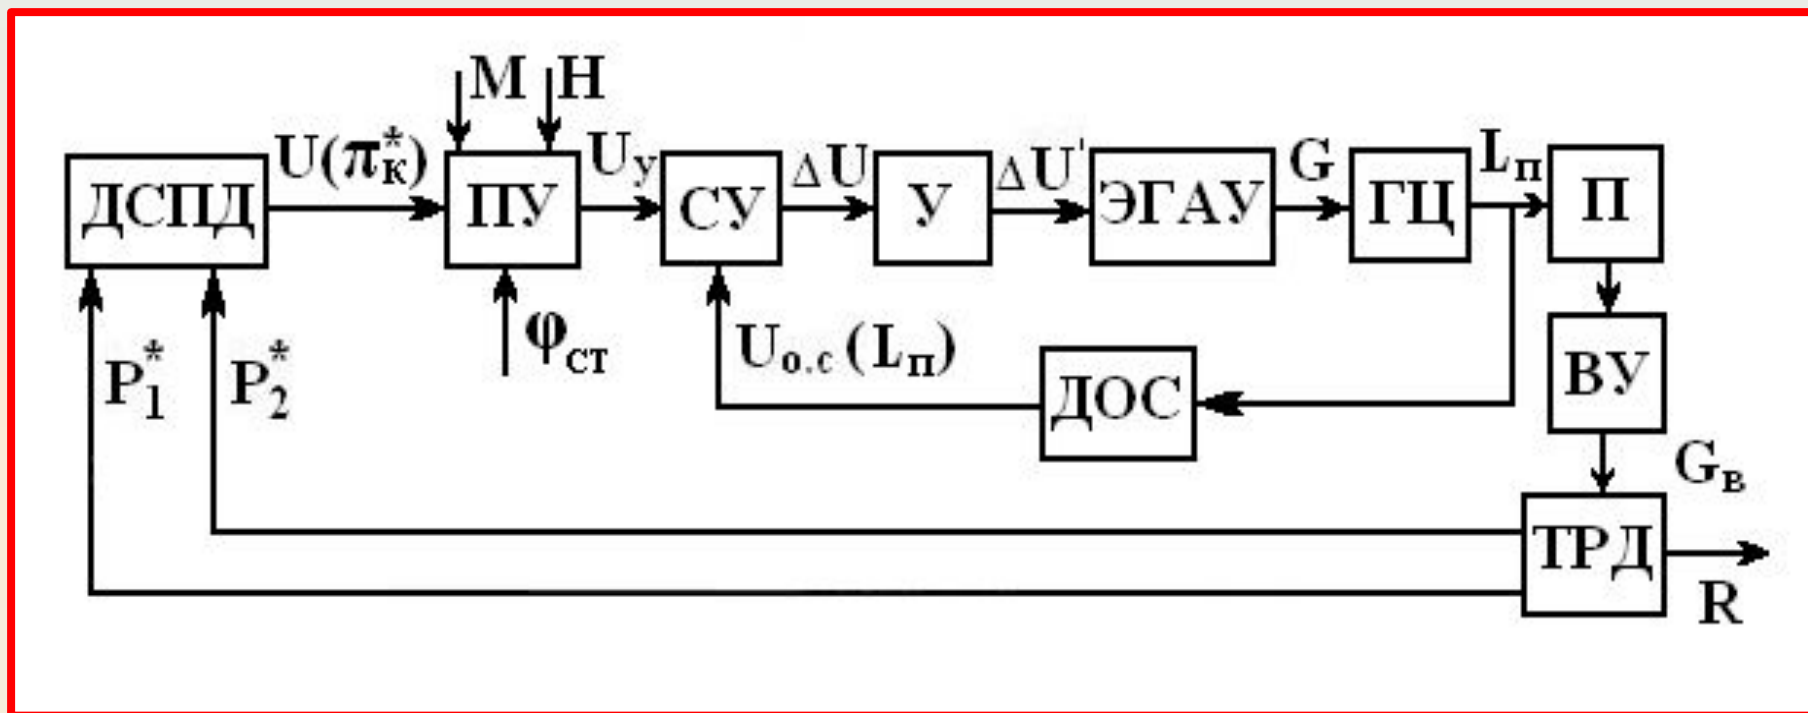 М Н
U(π*к) Uу ΔU ΔU' G Lп
ДСПД ПУ СУ У ЭГАУ ГЦ П
P*1 P*2 φст Uо.с (Lп) ДОС ВУ
Gв
ТРД
R